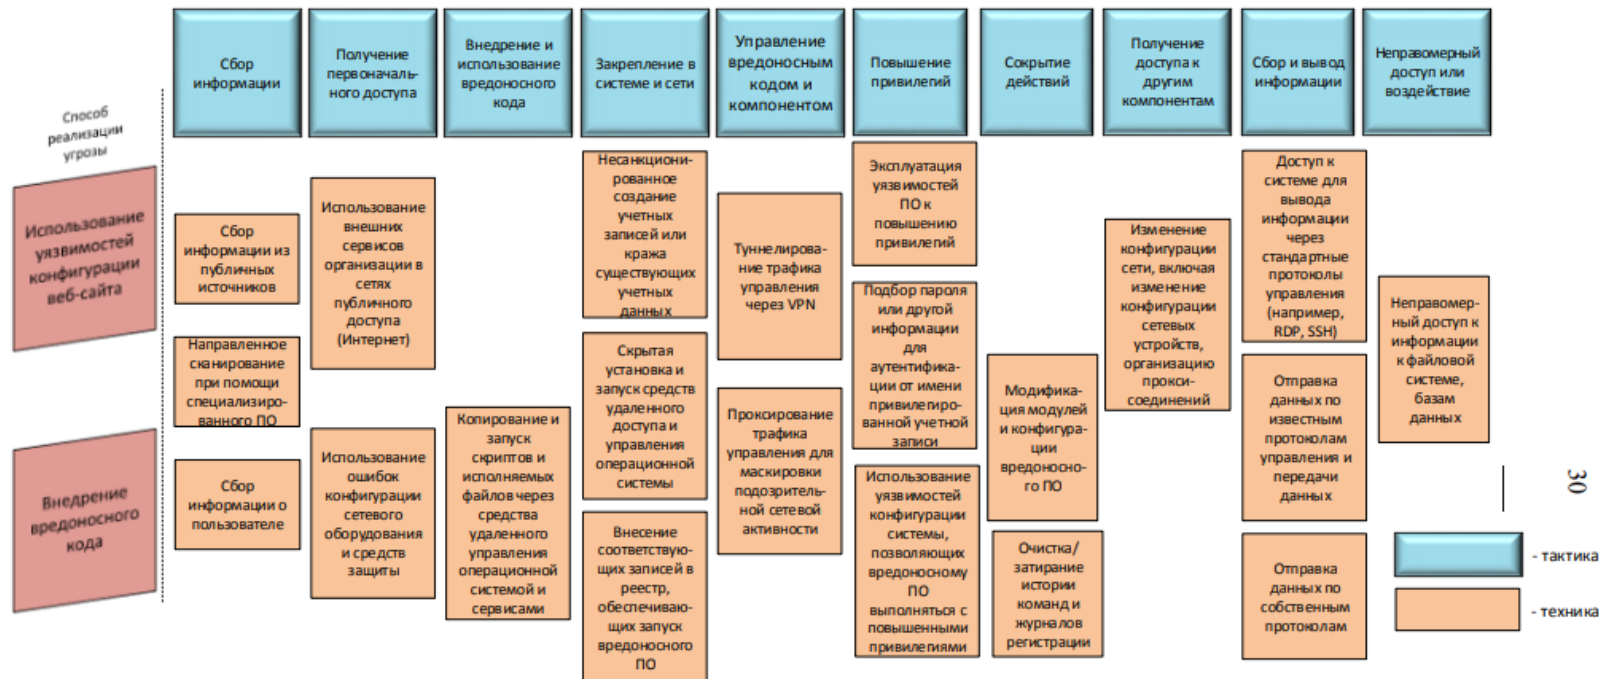 Сбор
информации
Получение
первоначаль-
ного доступа
Внедрение и
использование
вредоносного
кода
Закрепление в
системе и сети
Управление
вредоносным
кодом и
компонентом
Повышение
привилегий
Сокрытие
действий
Получение
доступа к
другим
компонентам
Сбор и вывод
информации
Неправомерный
доступ или
воздействие
Способ
реализации
угрозы
Использование
уязвимостей
конфигурации
веб-сайта
Внедрение
вредоносного
кода
Сбор
информации из
публичных
источников
Направленное
сканирование
при помощи
специализиро-
ванного ПО
Сбор
информации о
пользователе
Использование
внешних
сервисов
организации в
сетях
публичного
доступа
(Интернет)
Использование
ошибок
конфигурации
сетевого
оборудования
и средств
защиты
Копирование и
запуск
скриптов и
исполняемых
файлов через
средства
удаленного
управления
операционной
системой и
сервисами
Несанкциони-
рованное
создание
учетных
записей или
кража
существующих
учетных
данных
Скрытая
установка и
запуск средств
удаленного
доступа и
управления
операционной
системы
Внесение
соответствую-
щих записей в
реестр,
обеспечиваю-
щих запуск
вредоносного
ПО
Туннелирова-
ние трафика
управления
через VPN
Проксирование
трафика
управления для
маскировки
подозритель-
ной сетевой
активности
Эксплуатация
уязвимостей
ПО к
повышению
привилегий
Подбор пароля
или другой
информации
для
аутентифика-
ции от имени
привилегиро-
ванной учетной
записи
Использование
уязвимостей
конфигурации
системы,
позволяющих
вредоносному
ПО
выполняться с
повышенными
привилегиями
Модифика-
ция модулей
и конфигура-
ции
вредоносно-
го ПО
Очистка/
затирание
истории
команд и
журналов
регистрации
Изменение
конфигурации
сети, включая
изменение
конфигурации
сетевых
устройств,
организацию
прокси-
соединений
Доступ к
системе для
вывода
информации
через
стандартные
протоколы
управления
(например,
RDP, SSH)
Отправка
данных по
известным
протоколам
управления и
передачи
данных
Отправка
данных по
собственным
протоколам
Неправомер-
ный доступ к
информации
к файловой
системе,
базам
данных
30
- тактика
- техника